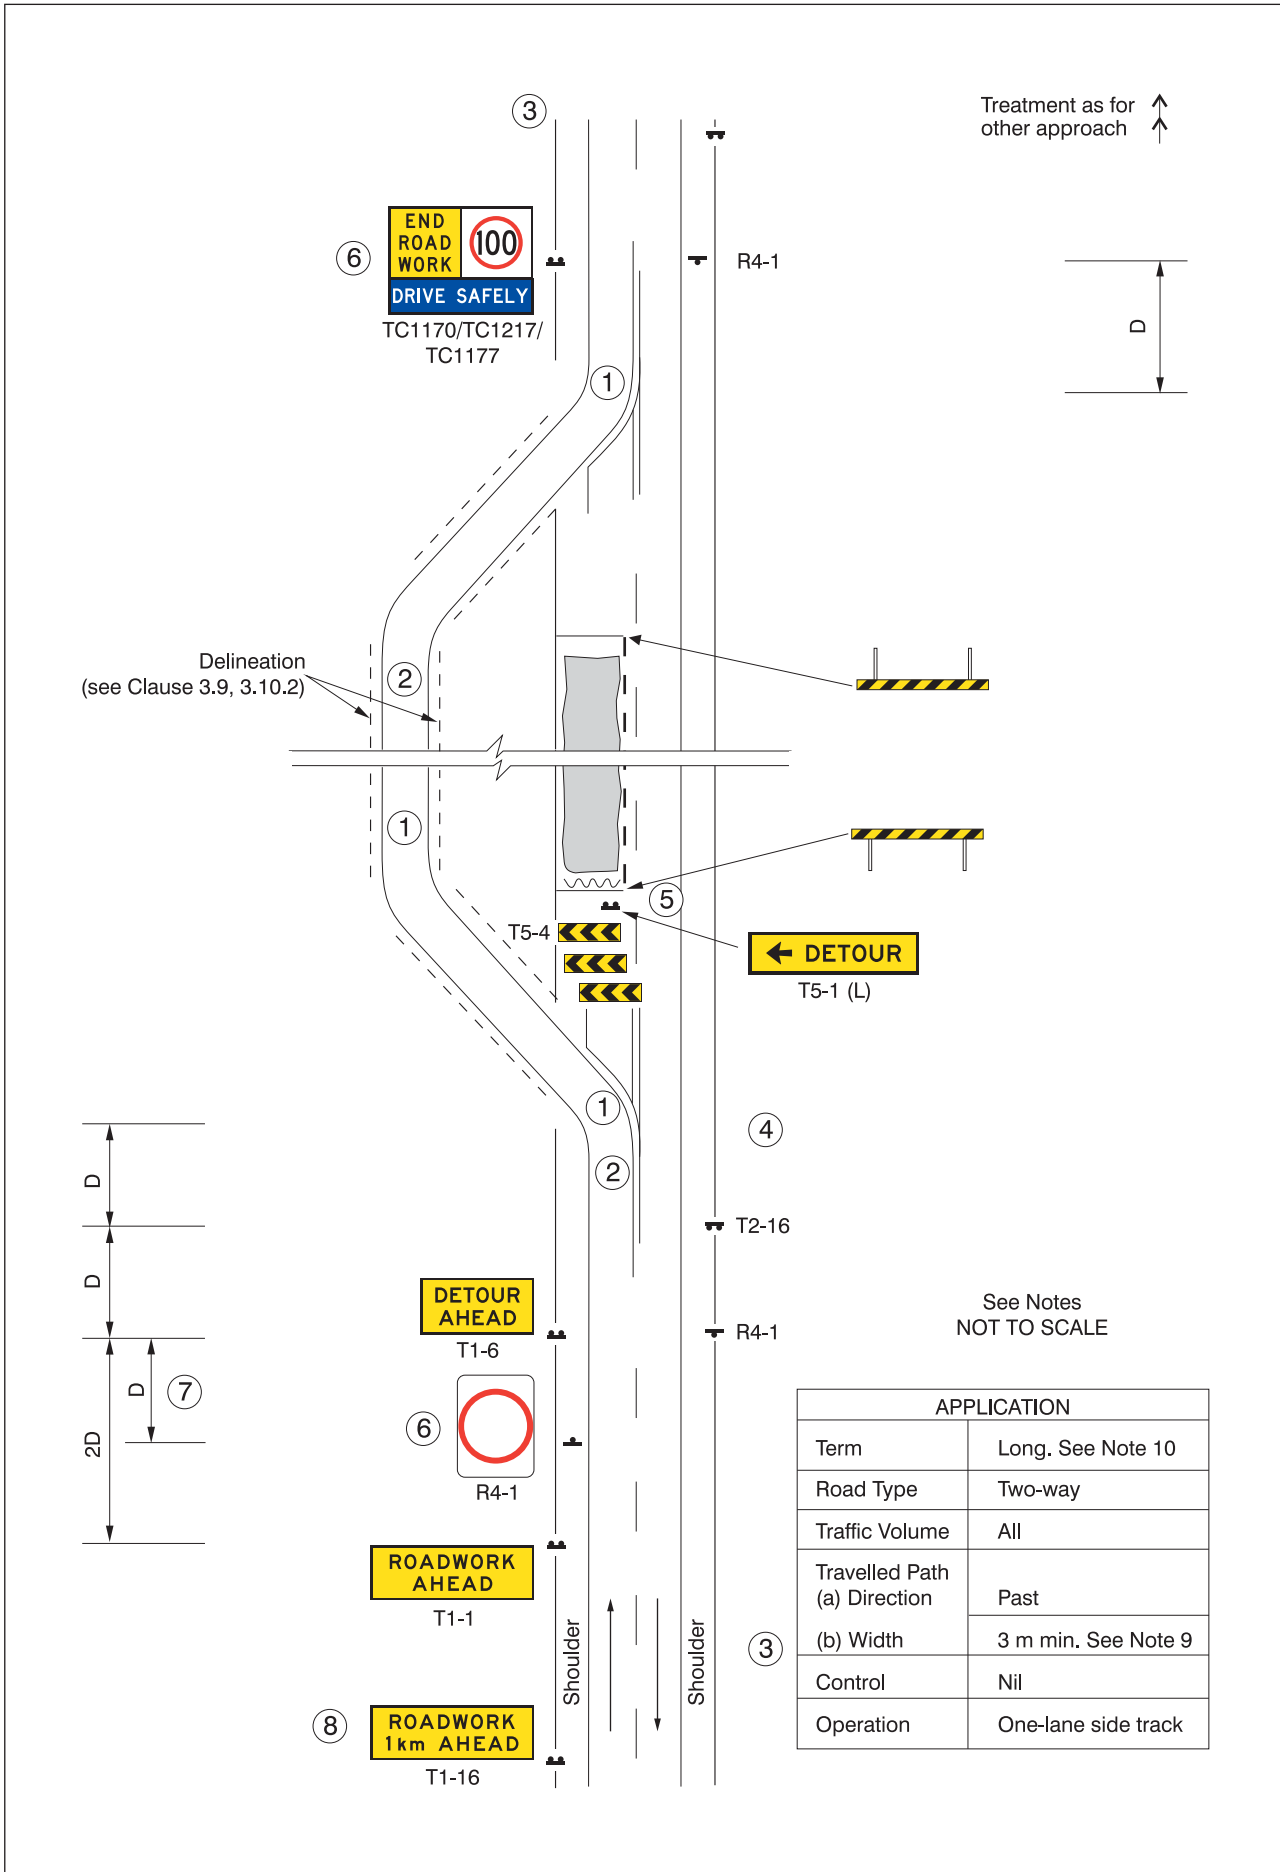 3
Treatment as for
other approach
END
ROAD
WORK
100
DRIVE SAFELY
6
TC1170/TC1217/
TC1177
R4-1
D
1
Delineation
(see Clause 3.9, 3.10.2)
2
1
5
T5-4
DETOUR
T5-1 (L)
1
2
4
D
T2-16
D
DETOUR
AHEAD
T1-6
R4-1
See Notes
NOT TO SCALE
D
7
2D
6
R4-1
ROADWORK
AHEAD
T1-1
Shoulder
Shoulder
8
ROADWORK
1km AHEAD
T1-16
3
APPLICATION
Term Long. See Note 10
Road Type Two-way
Traffic Volume All
Travelled Path
(a) Direction Past
(b) Width 3 m min. See Note 9
Control Nil
Operation One-lane side track